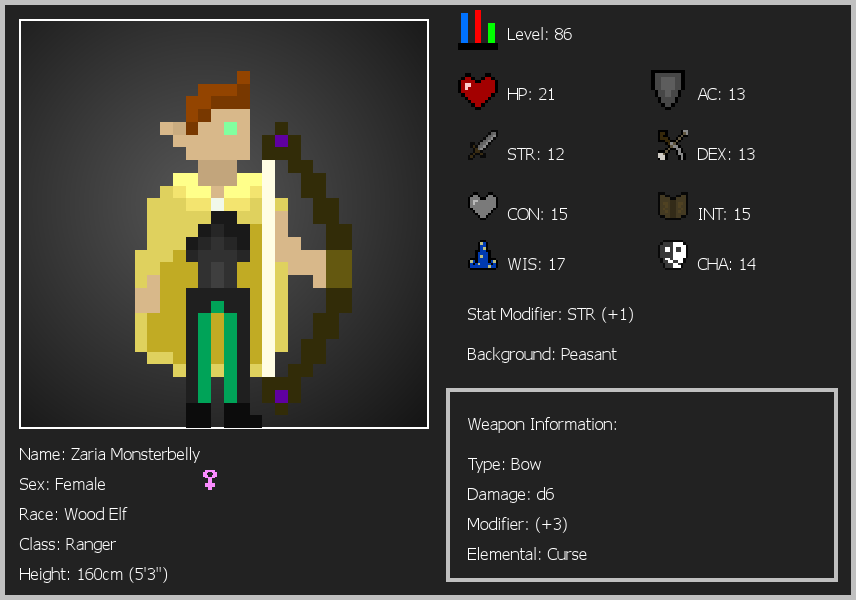 Level: 86
HP: 21
AC: 13
STR: 12
DEX: 13
CON: 15
INT: 15
WIS: 17
CHA: 14
Stat Modifier: STR (+1)
Background: Peasant
Weapon Information:
Type: Bow
Damage: d6
Modifier: (+3)
Elemental: Curse
Name: Zaria Monsterbelly
Sex: Female
Race: Wood Elf
Class: Ranger
Height: 160cm (5'3")